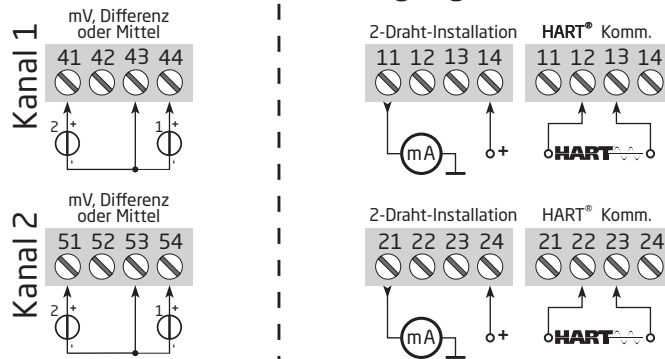 mV, Differenz
oder Mittel
41 42 43 44
Kanal 1
2 + -
1 + -
2-Draht-Installation
11 12 13 14
mA
+
HART® Komm.
11 12 13 14
HART
mV, Differenz
oder Mittel
51 52 53 54
Kanal 2
2 + -
1 + -
2-Draht-Installation
21 22 23 24
mA
+
HART® Komm.
21 22 23 24
HART